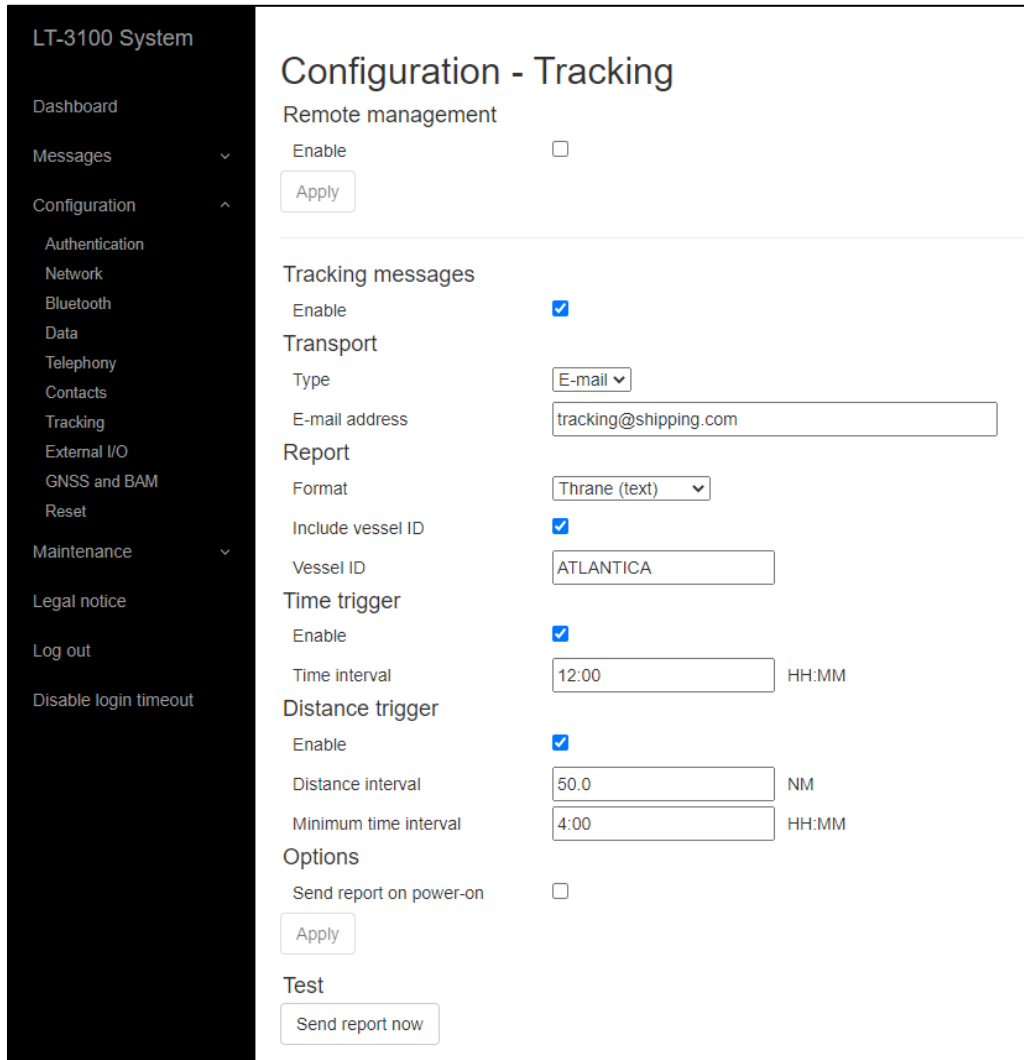 LT-3100 System
Dashboard
Messages
Configuration
Authentication
Network
Bluetooth
Data
Telephony
Contacts
Tracking
External I/O
GNSS and BAM
Reset
Maintenance
Legal notice
Log out
Disable login timeout
Configuration - Tracking
Remote management
Enable
Apply
Tracking messages
Enable
Transport
Type E-mail
E-mail address tracking@shipping.com
Report
Format Thrane (text)
Include vessel ID
Vessel ID ATLANTICA
Time trigger
Enable
Time interval 12:00 HH:MM
Distance trigger
Enable
Distance interval 50.0 NM
Minimum time interval 4:00 HH:MM
Options
Send report on power-on
Apply
Test
Send report now